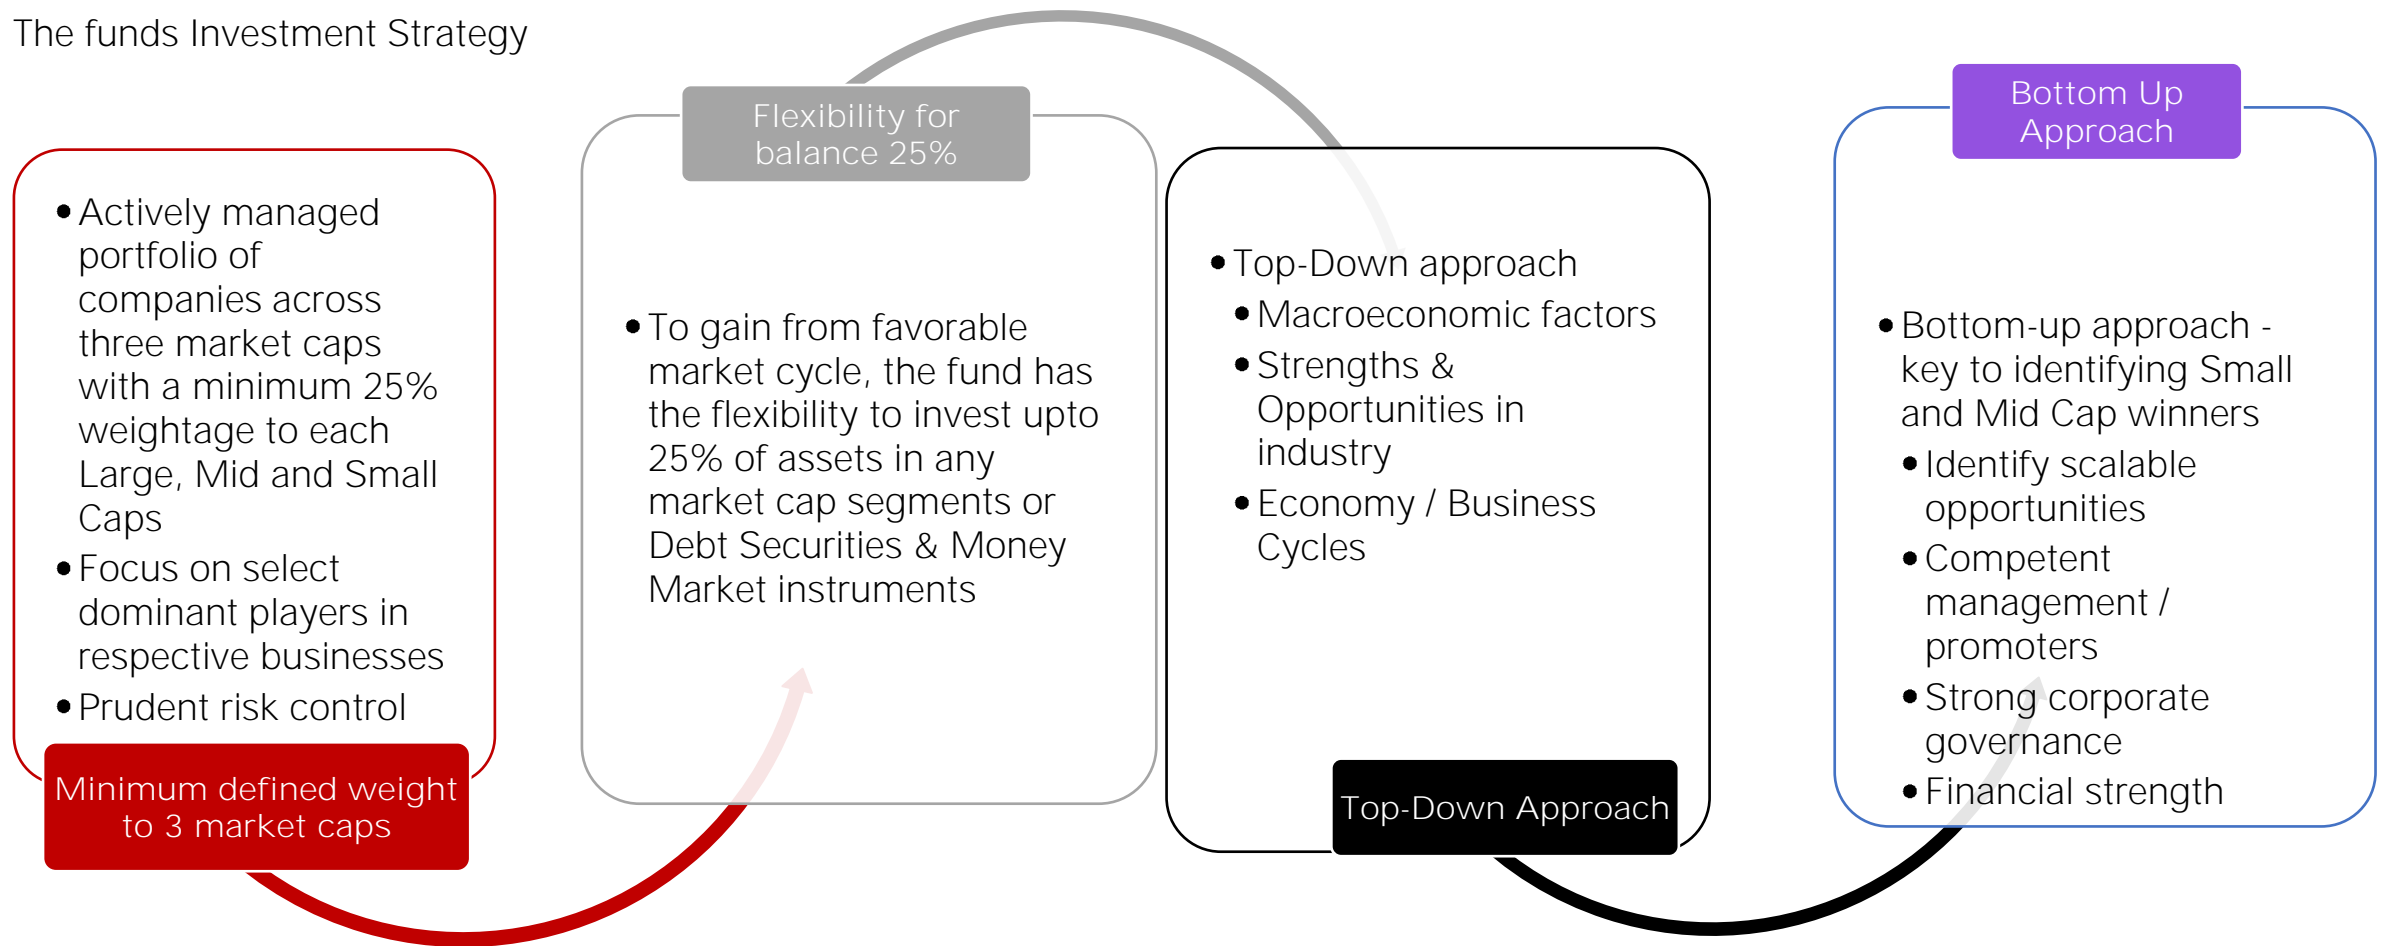 The funds Investment Strategy
• Actively managed
portfolio of
companies across
three market caps
with a minimum 25%
weightage to each
Large, Mid and Small
Caps
• Focus on select
dominant players in
respective businesses
• Prudent risk control
Minimum defined weight
to 3 market caps
Flexibility for
balance 25%
• To gain from favorable
market cycle, the fund has
the flexibility to invest upto
25% of assets in any
market cap segments or
Debt Securities & Money
Market instruments
• Top-Down approach
• Macroeconomic factors
• Strengths &
Opportunities in
industry
• Economy / Business
Cycles
Top-Down Approach
Bottom Up
Approach
• Bottom-up approach -
key to identifying Small
and Mid Cap winners
• Identify scalable
opportunities
• Competent
management /
promoters
• Strong corporate
governance
• Financial strength